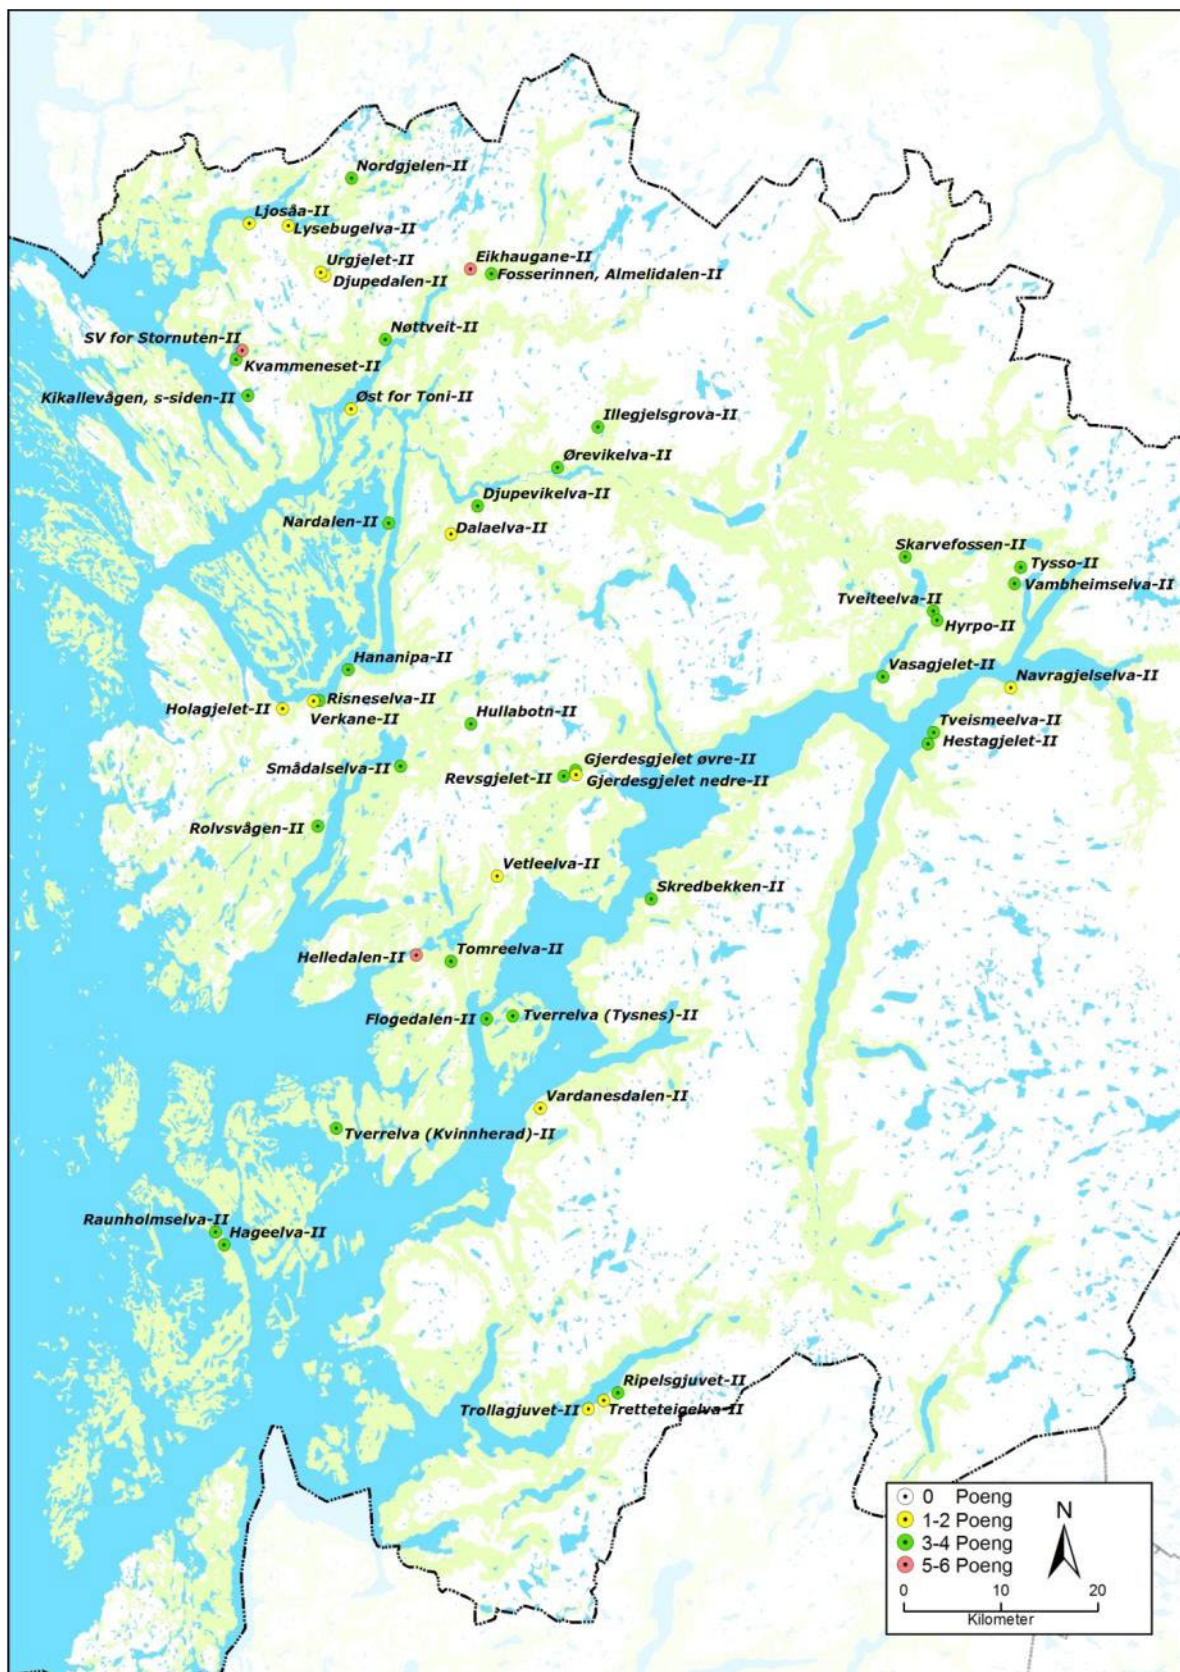 Nordgjelen-II
Ljosåa-II
Lysebugelva-II
Urgjelet-II
Djupedalen-II
Eikhaugane-II
Fosserinnen, Almelidalen-II
SV for Stornuten-II
Nøttveit-II
Kvammeneset-II
Kikallevågen, s-siden-II
Øst for Toni-II
Illegjelsgrova-II
Ørevikelva-II
Djupevikelva-II
Nardalen-II
Dalaelva-II
Skarvefossen-II
Tysso-II
Vambheimselva-II
Tveiteelva-II
Hyrpo-II
Hananipa-II
Vasagjelet-II
Navragjelselva-II
Holagjelet-II
Risneselva-II
Verkane-II
Hullabotn-II
Tveismeelva-II
Hestagjelet-II
Smådalselva-II
Gjerdesgjelet øvre-II
Revsgjelet-II
Gjerdesgjelet nedre-II
Rolvsvågen-II
Vetleelva-II
Skredbekken-II
Helledalen-II
Tomreelva-II
Flogedalen-II
Tverrelva (Tysnes)-II
Vardanesdalen-II
Tverrelva (Kvinnherad)-II
Raunholmselva-II
Hageelva-II
Ripelsgjuvet-II
Trollagjuvet-II
Tretteteigelva-II
0 Poeng
1-2 Poeng
3-4 Poeng
5-6 Poeng
N
0 10 20
Kilometer